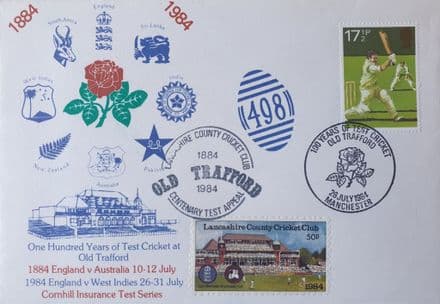 1884
1984
South Africa
England
Sri Lanka
West Indies
India
New Zealand
Australia
One Hundred Years of Test Cricket at
Old Trafford
1884 England v Australia 10-12 July
1984 England v West Indies 26-31 July
Cornhill Insurance Test Series
498
LANCASHIRE COUNTY CRICKET CLUB
1884
OLD TRAFFORD
1984
CENTENARY TEST APPEAL
17½P
100 YEARS OF TEST CRICKET
OLD TRAFFORD
26 JULY 1984
MANCHESTER
Lancashire County Cricket Club
50P
1984